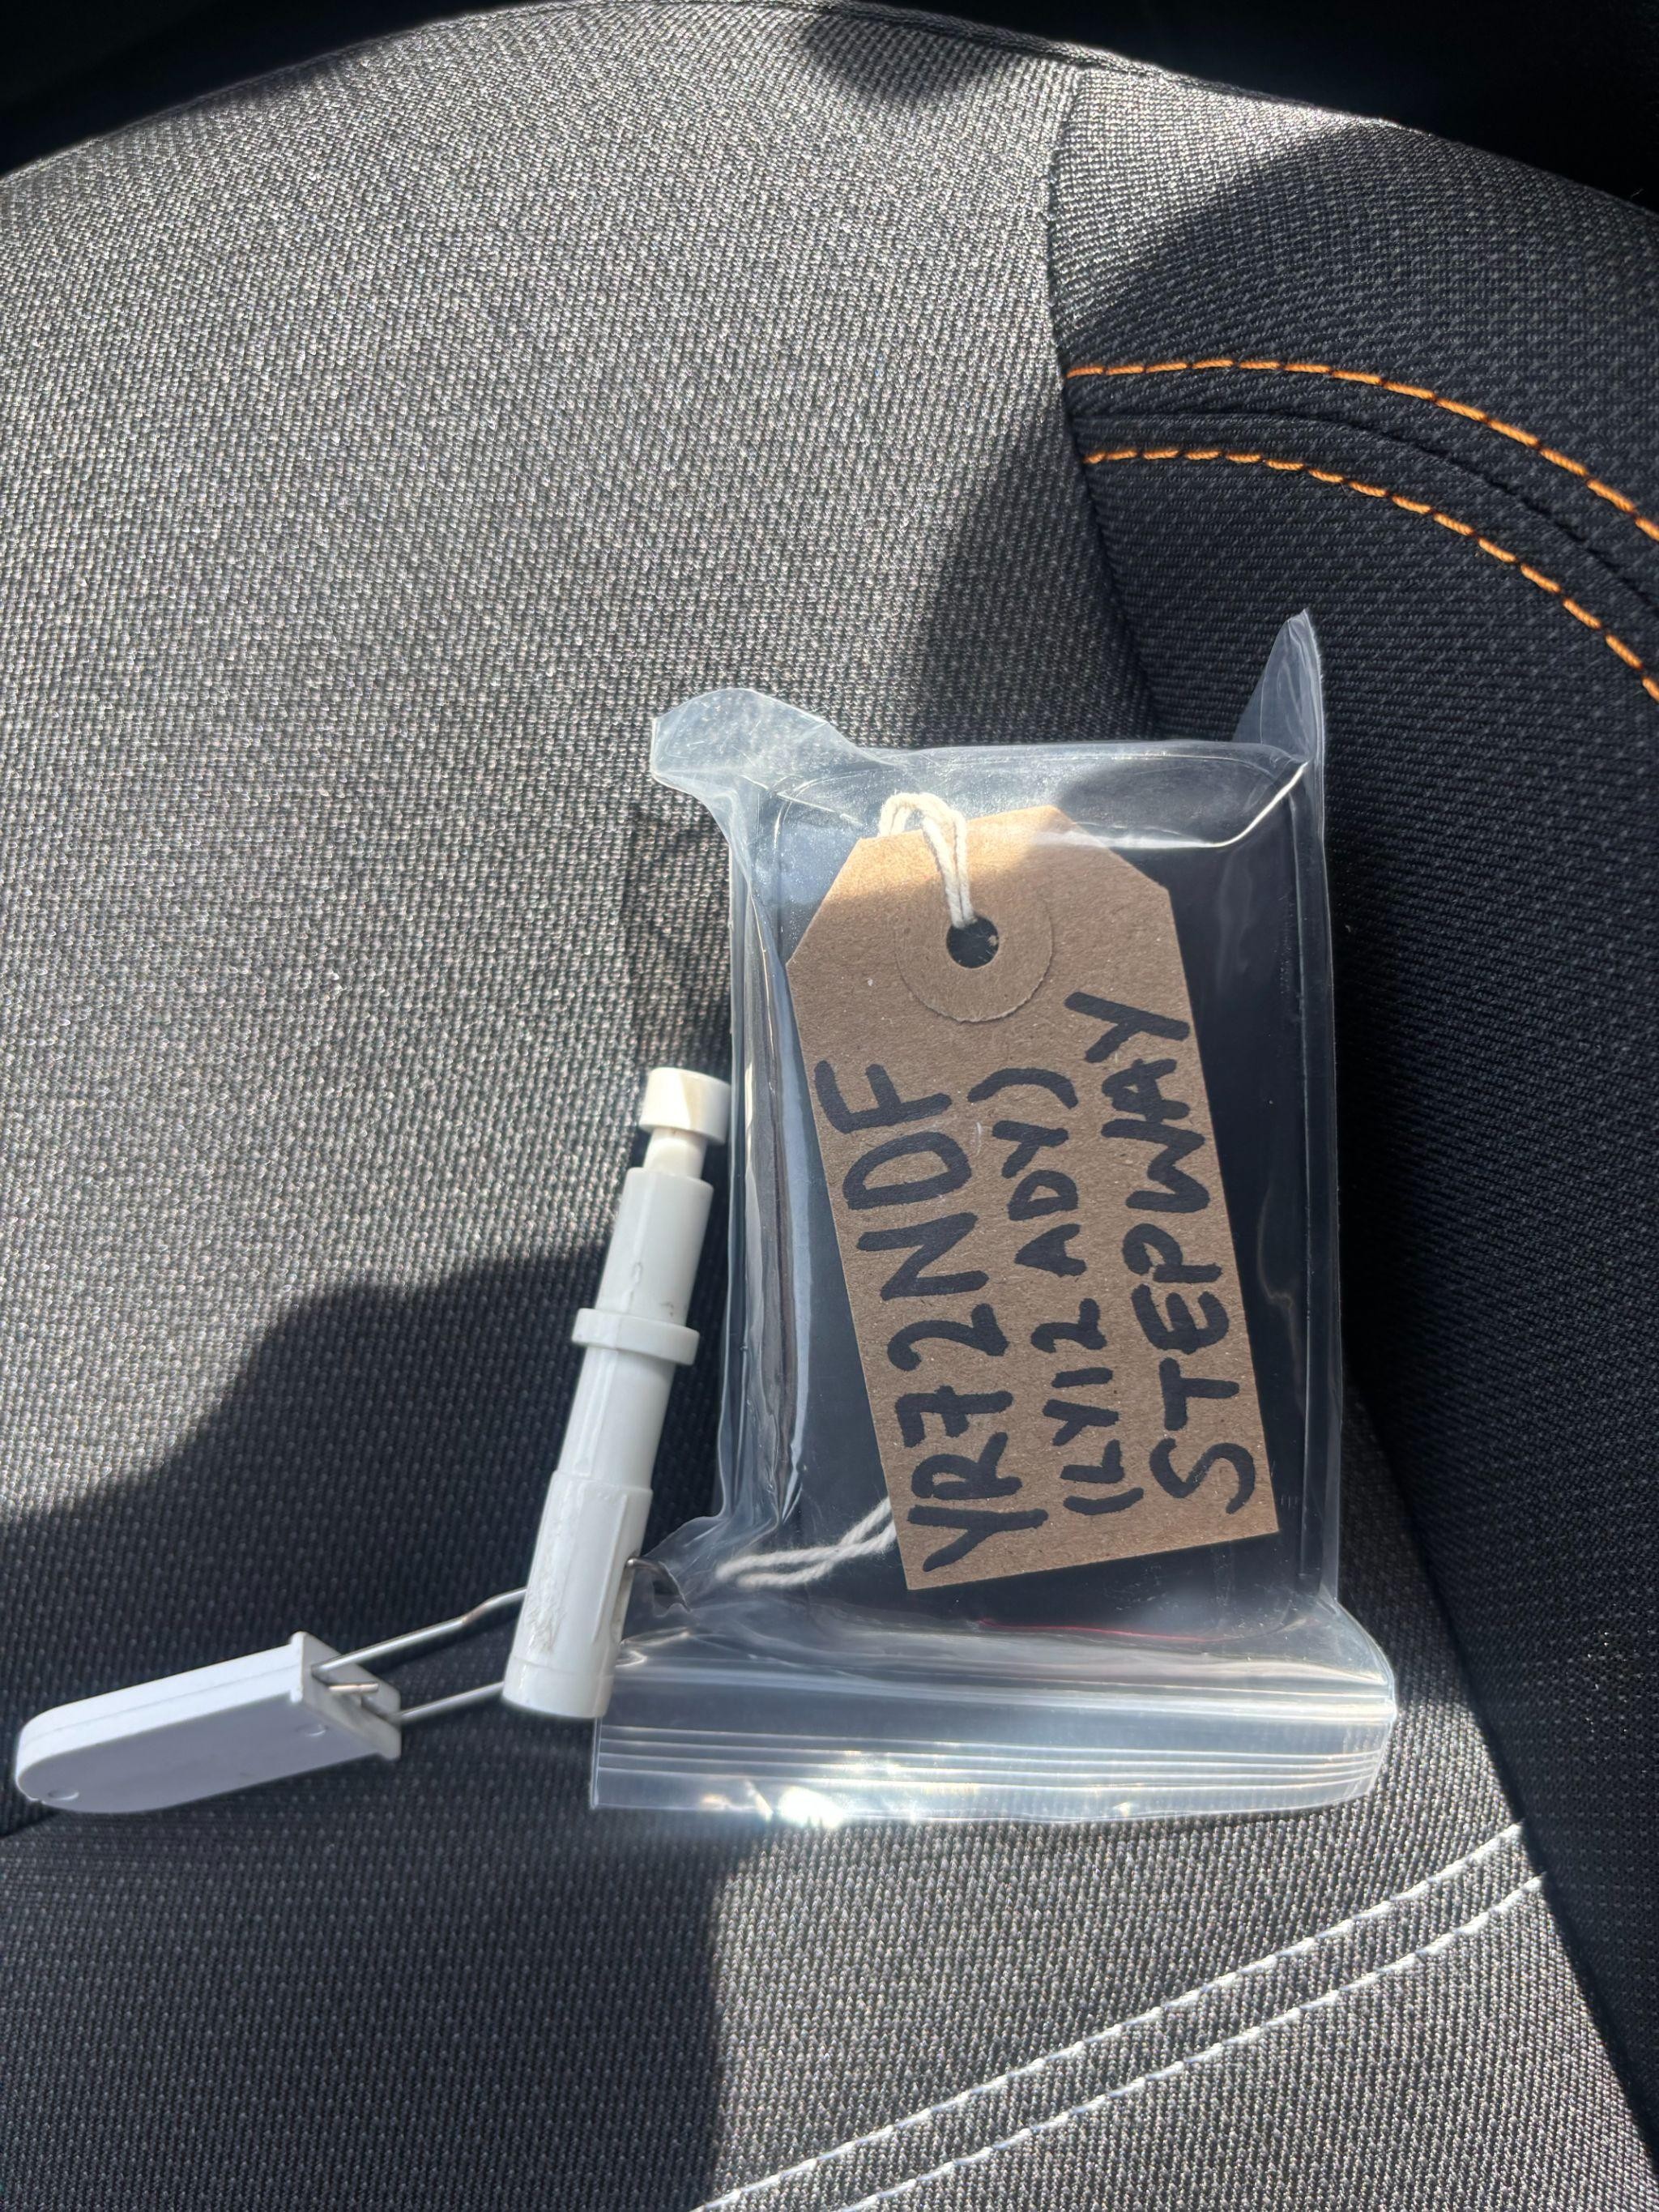 YR72NDF
(LY12 ADY)
STEPWAY